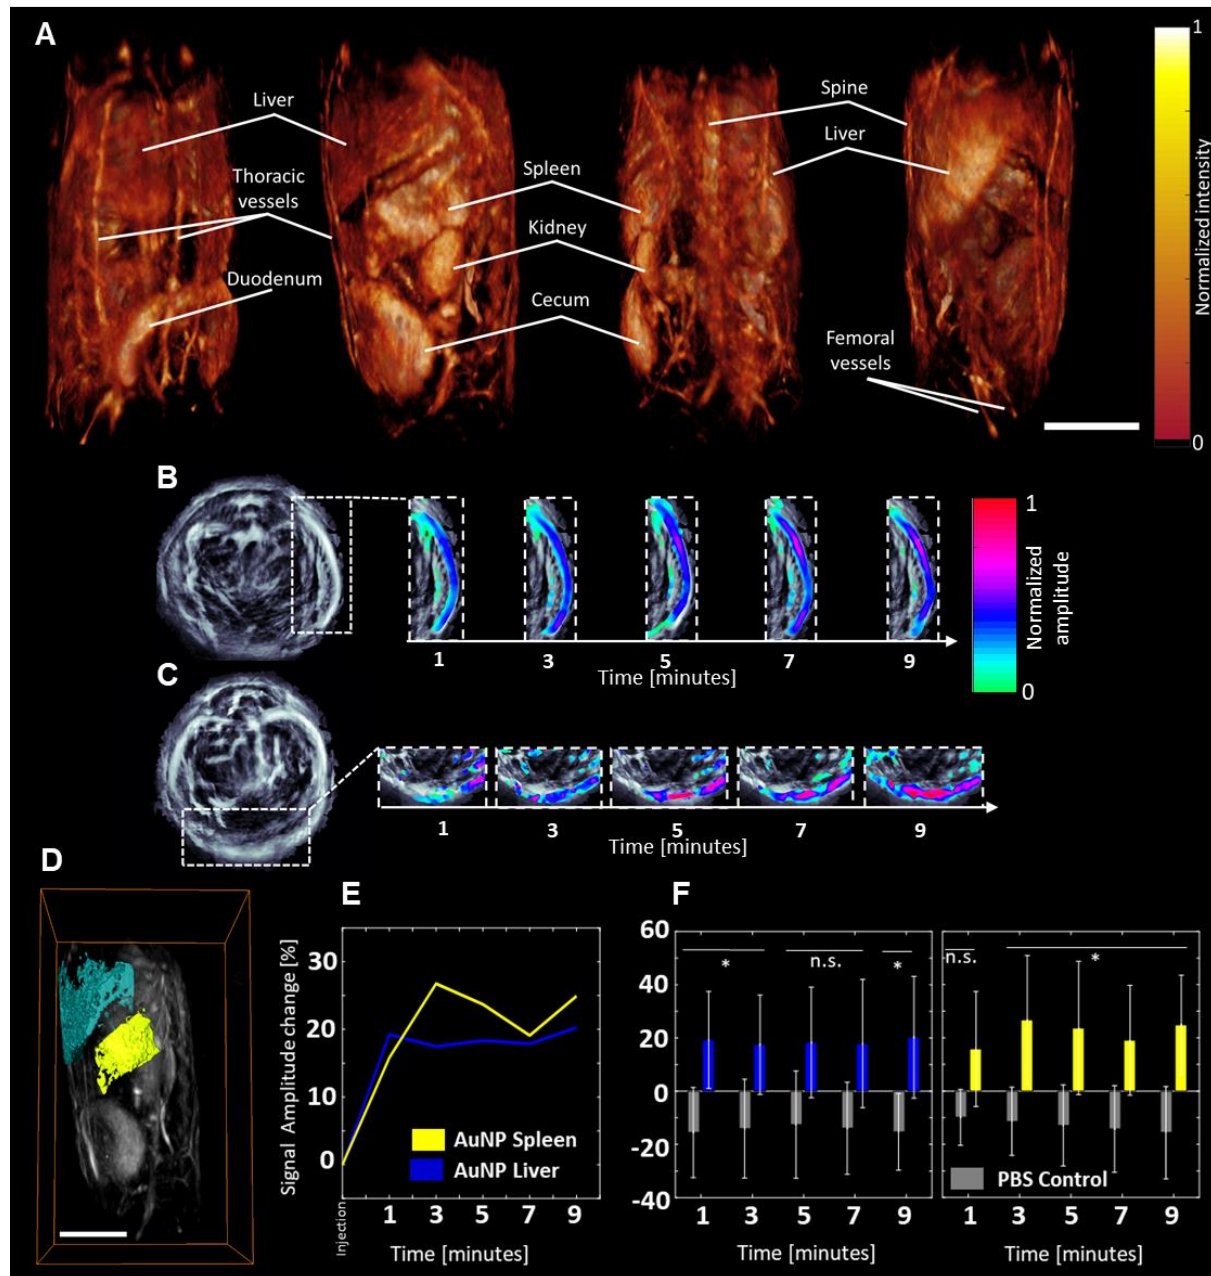 A
Liver
Thoracic
vessels
Duodenum
Spleen
Kidney
Cecum
Spine
Liver
Femoral
vessels
1
Normalized intensity
0
B
1 3 5 7 9
Time [minutes]
1
Normalized
amplitude
0
C
1 3 5 7 9
Time [minutes]
D
E
Signal Amplitude change [%]
30
20
10
0
AuNP Spleen
AuNP Liver
Injection
1 3 5 7 9
Time [minutes]
F
60
40
20
0
-20
-40
* n.s. *
n.s. *
PBS Control
1 3 5 7 9
1 3 5 7 9
Time [minutes]
Time [minutes]